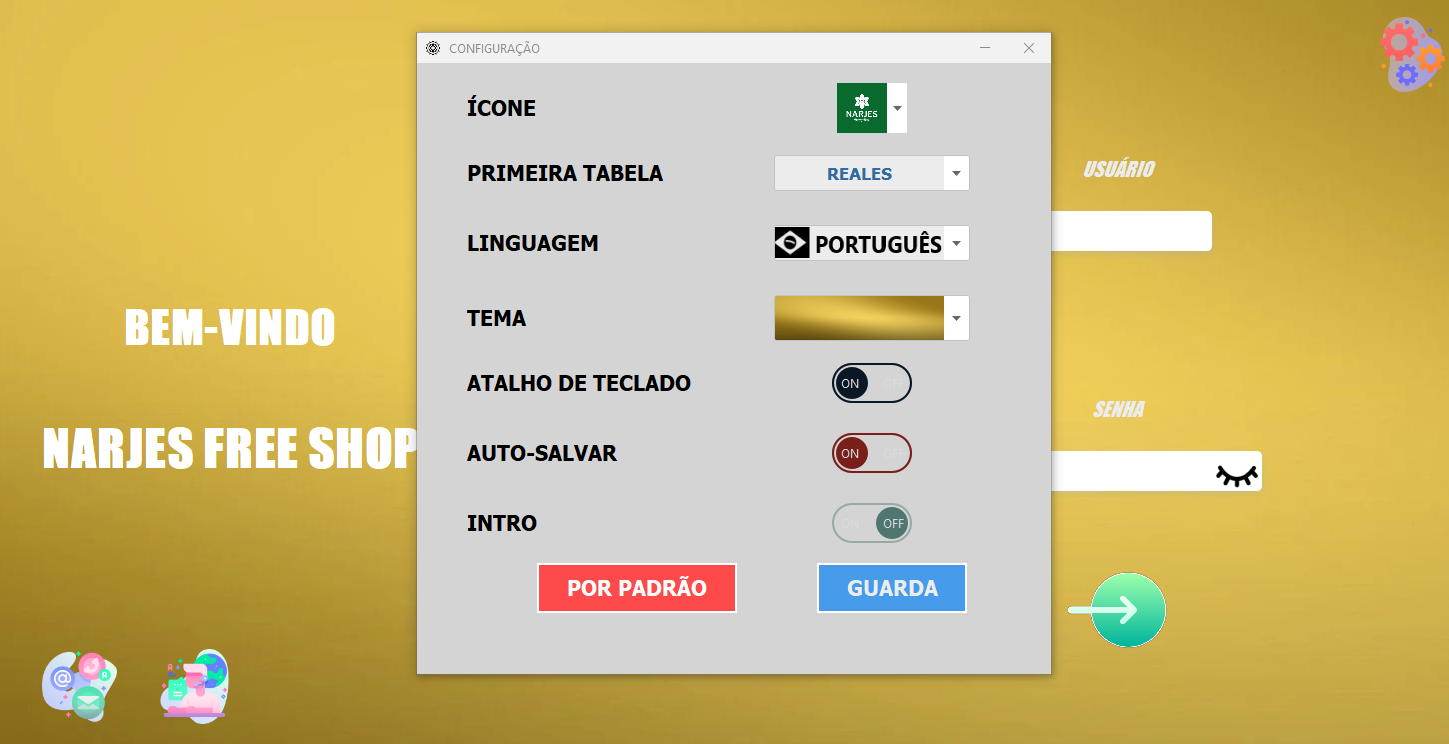 CONFIGURAÇÃO
ÍCONE
NARJES
PRIMEIRA TABELA
REALES
LINGUAGEM
PORTUGUÊS
TEMA
ATALHO DE TECLADO
ON OFF
AUTO-SALVAR
ON OFF
INTRO
ON OFF
POR PADRÃO
GUARDA
BEM-VINDO
NARJES FREE SHOP
USUÁRIO
SENHA